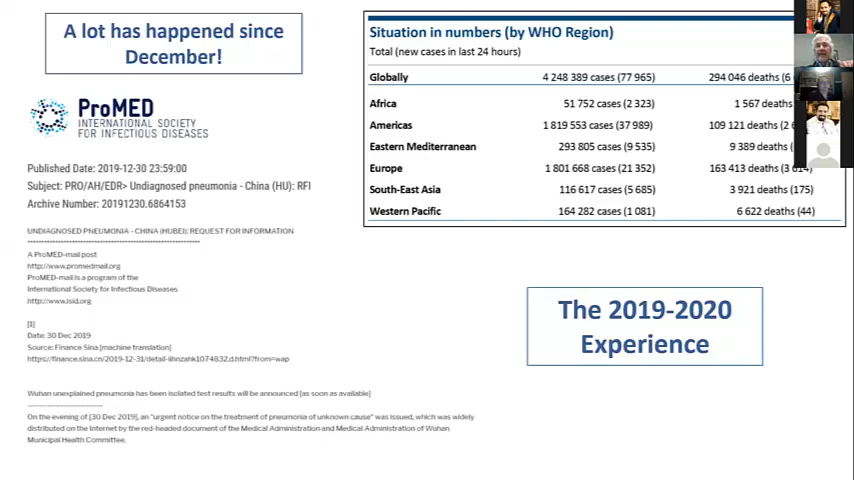 A lot has happened since
December!
ProMED
INTERNATIONAL SOCIETY
FOR INFECTIOUS DISEASES
Published Date: 2019-12-30 23:59:00
Subject: PRO/AH/EDR> Undiagnosed pneumonia - China (HU): RFI
Archive Number: 20191230.6864153
UNDIAGNOSED PNEUMONIA - CHINA (HUBEI): REQUEST FOR INFORMATION
A ProMED-mail post
http://www.promedmail.org
ProMED-mail is a program of the
International Society for Infectious Diseases
http://www.isid.org
[1]
Date: 30 Dec 2019
Source: Finance Sina [machine translation]
Wuhan unexplained pneumonia has been isolated test results will be announced [as soon as available]
On the evening of [30 Dec 2019], an "urgent notice on the treatment of pneumonia of unknown cause" was issued, which was widely
distributed on the Internet by the red-headed document of the Medical Administration and Medical Administration of Wuhan
Municipal Health Committee.
Situation in numbers (by WHO Region)
Total (new cases in last 24 hours)
Globally 4 248 389 cases (77 965) 294 046 deaths (6
Africa 51 752 cases (2 323) 1 567 deaths
Americas 1 819 553 cases (37 989) 109 121 deaths (2
Eastern Mediterranean 293 805 cases (9 535) 9 389 deaths
Europe 1 801 668 cases (21 352) 163 413 deaths (3
South-East Asia 116 617 cases (5 685) 3 921 deaths (175)
Western Pacific 164 282 cases (1 081) 6 622 deaths (44)
The 2019-2020
Experience